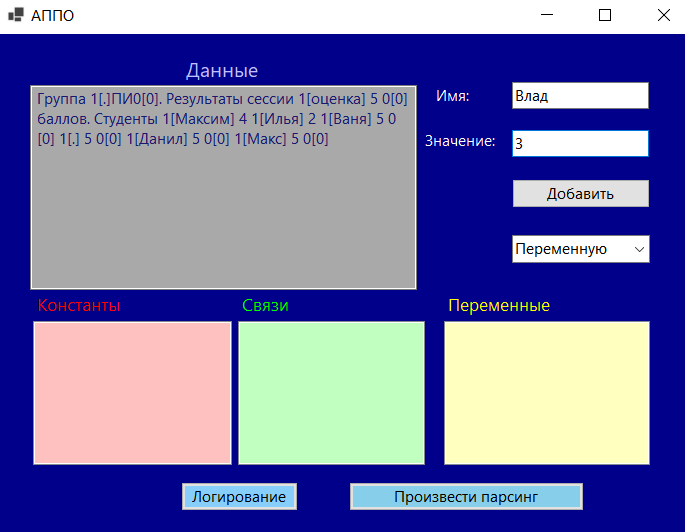 АППО
Данные
Группа 1[.]ПИ0[0]. Результаты сессии 1[оценка] 5 0[0]
баллов. Студенты 1[Максим] 4 1[Илья] 2 1[Ваня] 5 0
[0] 1[.] 5 0[0] 1[Данил] 5 0[0] 1[Макс] 5 0[0]
Имя:
Влад
Значение:
3
Добавить
Переменную
Константы
Связи
Переменные
Логирование
Произвести парсинг